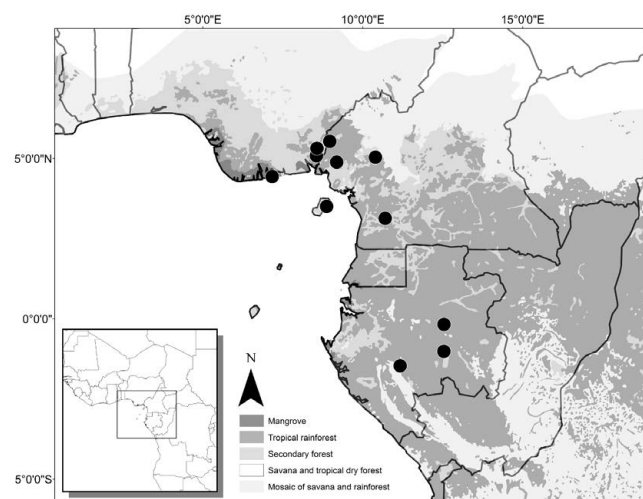 5°0'0"E 10°0'0"E 15°0'0"E
5°0'0"N
0°0'0"
5°0'0"S
N
Mangrove
Tropical rainforest
Secondary forest
Savana and tropical dry forest
Mosaic of savana and rainforest